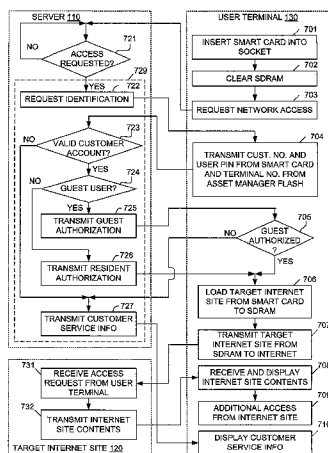 SERVER 110
721
NO
ACCESS
REQUESTED?
729
YES
722
REQUEST IDENTIFICATION
723
NO
VALID CUSTOMER
ACCOUNT?
YES
724
GUEST USER?
NO
YES
725
TRANSMIT GUEST
AUTHORIZATION
726
TRANSMIT RESIDENT
AUTHORIZATION
727
TRANSMIT CUSTOMER
SERVICE INFO
731
RECEIVE ACCESS
REQUEST FROM USER
TERMINAL
732
TRANSMIT INTERNET
SITE CONTENTS
TARGET INTERNET SITE 120
USER TERMINAL 130
701
INSERT SMART CARD INTO
SOCKET
702
CLEAR SDRAM
703
REQUEST NETWORK ACCESS
704
TRANSMIT CUST. NO. AND
USER PIN FROM SMART CARD
AND TERMINAL NO. FROM
ASSET MANAGER FLASH
705
NO
GUEST
AUTHORIZED
?
YES
706
LOAD TARGET INTERNET
SITE FROM SMART CARD
TO SDRAM
707
TRANSMIT TARGET
INTERNET SITE FROM
SDRAM TO INTERNET
708
RECEIVE AND DISPLAY
INTERNET SITE CONTENTS
709
ADDITIONAL ACCESS
FROM INTERNET SITE
710
DISPLAY CUSTOMER
SERVICE INFO